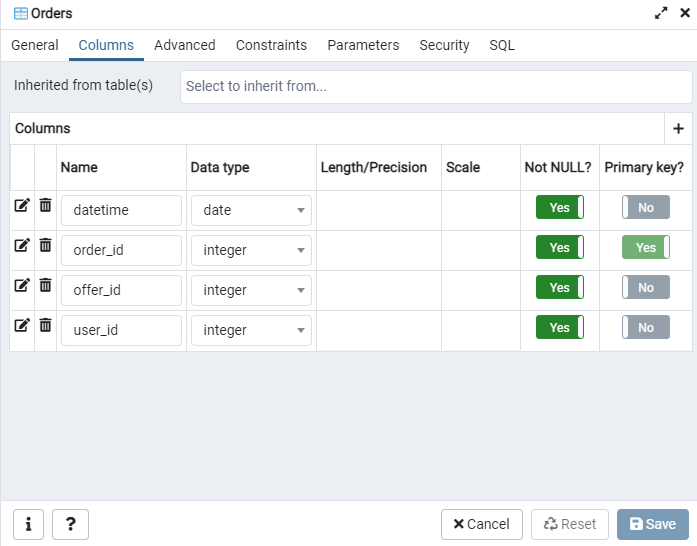 Orders
General Columns Advanced Constraints Parameters Security SQL
Inherited from table(s) Select to inherit from...
Columns
Name Data type Length/Precision Scale Not NULL? Primary key?
datetime date Yes No
order_id integer Yes Yes
offer_id integer Yes No
user_id integer Yes No
i ? Cancel Reset Save